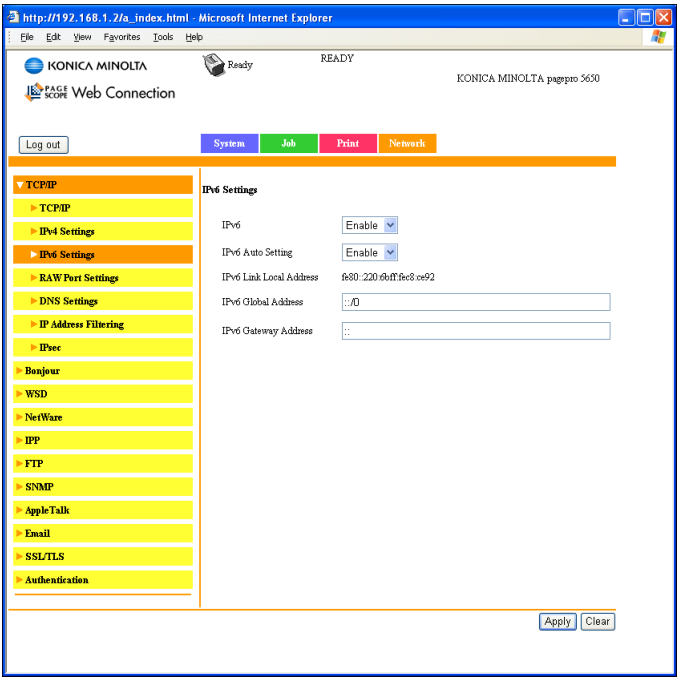 http://192.168.1.2/a_index.html - Microsoft Internet Explorer
File Edit View Favorites Tools Help
KONICA MINOLTA
Ready
READY
KONICA MINOLTA pagepro 5650
PAGE SCOPE Web Connection
Log out
System Job Print Network
TCP/IP
TCP/IP
IPv4 Settings
IPv6 Settings
RAW Port Settings
DNS Settings
IP Address Filtering
IPsec
Bonjour
WSD
NetWare
IPP
FTP
SNMP
AppleTalk
Email
SSL/TLS
Authentication
IPv6 Settings
IPv6 Enable
IPv6 Auto Setting Enable
IPv6 Link Local Address fe80::220:6bff:fec8:ce92
IPv6 Global Address ::/0
IPv6 Gateway Address ::
Apply Clear